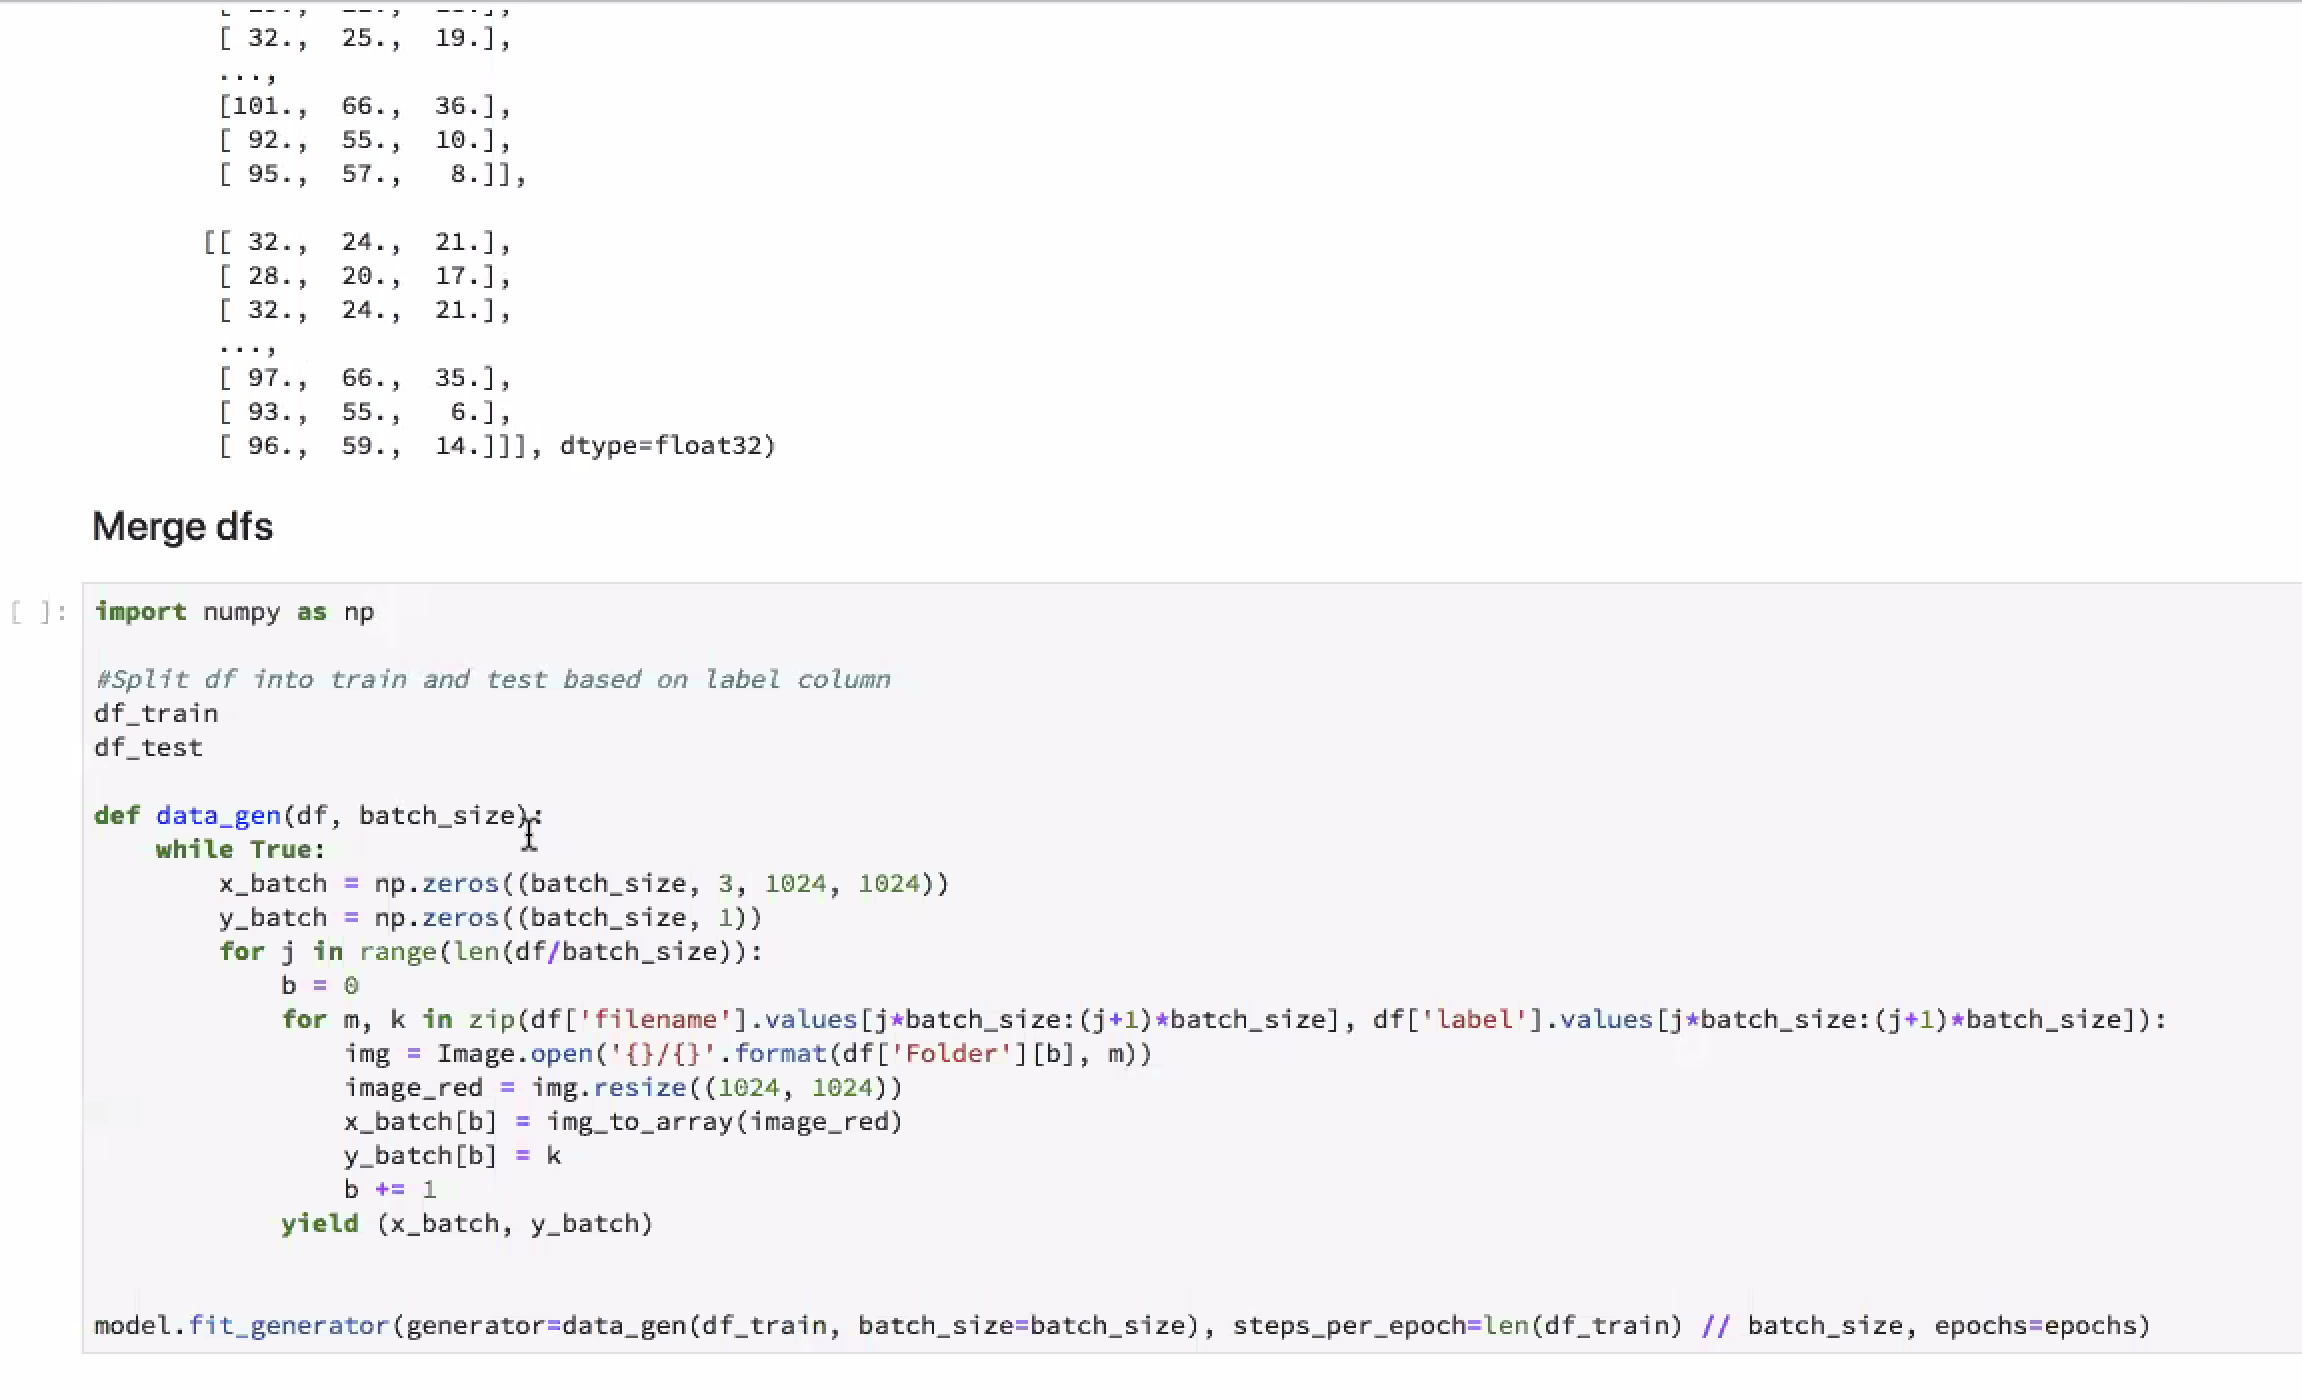 [ 32., 25., 19.],
...,
[101., 66., 36.],
[ 92., 55., 10.],
[ 95., 57., 8.]],
[[ 32., 24., 21.],
[ 28., 20., 17.],
[ 32., 24., 21.],
...,
[ 97., 66., 35.],
[ 93., 55., 6.],
[ 96., 59., 14.]]], dtype=float32)
Merge dfs
[ ]:
import numpy as np
#Split df into train and test based on label column
df_train
df_test
def data_gen(df, batch_size):
    while True:
        x_batch = np.zeros((batch_size, 3, 1024, 1024))
        y_batch = np.zeros((batch_size, 1))
        for j in range(len(df/batch_size)):
            b = 0
            for m, k in zip(df['filename'].values[j*batch_size:(j+1)*batch_size], df['label'].values[j*batch_size:(j+1)*batch_size]):
                img = Image.open('{}/{}'.format(df['Folder'][b], m))
                image_red = img.resize((1024, 1024))
                x_batch[b] = img_to_array(image_red)
                y_batch[b] = k
                b += 1
            yield (x_batch, y_batch)
model.fit_generator(generator=data_gen(df_train, batch_size=batch_size), steps_per_epoch=len(df_train) // batch_size, epochs=epochs)